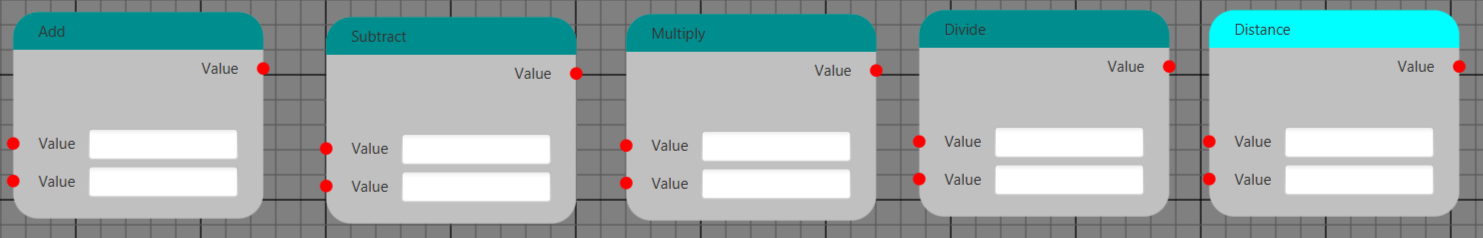 Add
Value
Value
Value
Subtract
Value
Value
Value
Multiply
Value
Value
Value
Divide
Value
Value
Value
Distance
Value
Value
Value